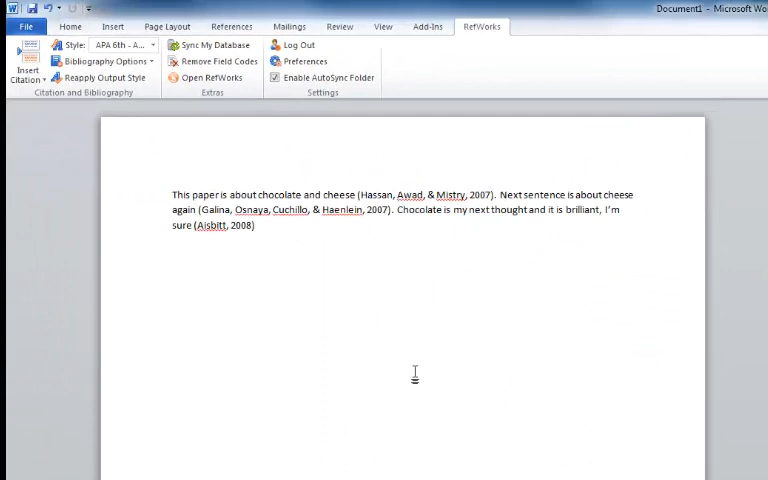 Document1 - Microsoft Wo
File Home Insert Page Layout References Mailings Review View Add-Ins RefWorks
Insert Citation
Style: APA 6th - A...
Bibliography Options
Reapply Output Style
Citation and Bibliography
Sync My Database
Remove Field Codes
Open RefWorks
Extras
Log Out
Preferences
Enable AutoSync Folder
Settings
This paper is about chocolate and cheese (Hassan, Awad, & Mistry, 2007). Next sentence is about cheese
again (Galina, Osnaya, Cuchillo, & Haenlein, 2007). Chocolate is my next thought and it is brilliant, I'm
sure (Aisbitt, 2008)